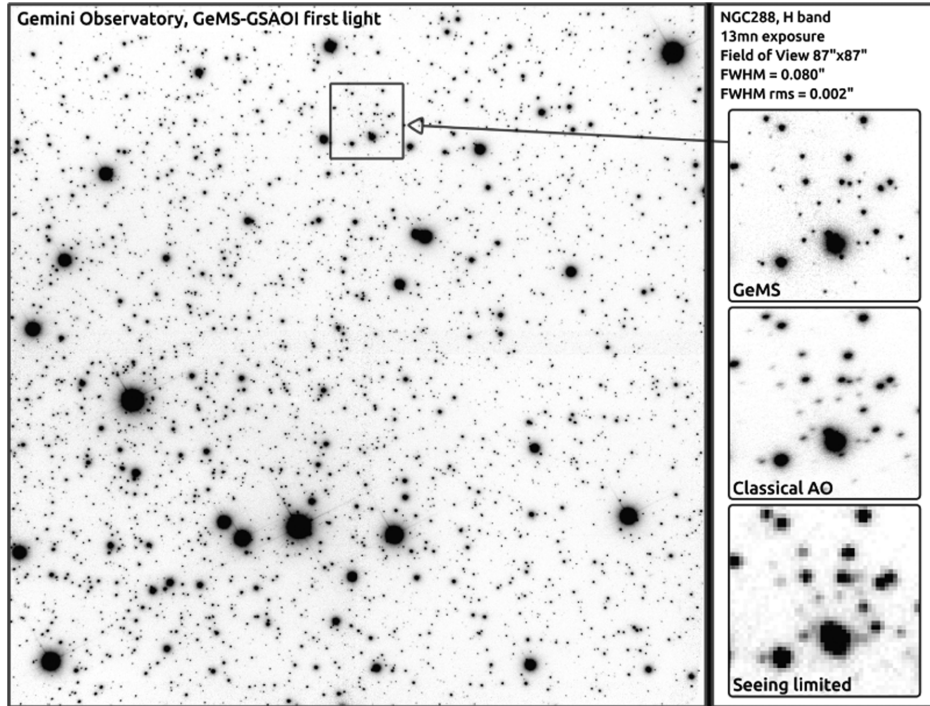 Gemini Observatory, GeMS-GSAOI first light
NGC288, H band
13mn exposure
Field of View 87"x87"
FWHM = 0.080"
FWHM rms = 0.002"
GeMS
Classical AO
Seeing limited